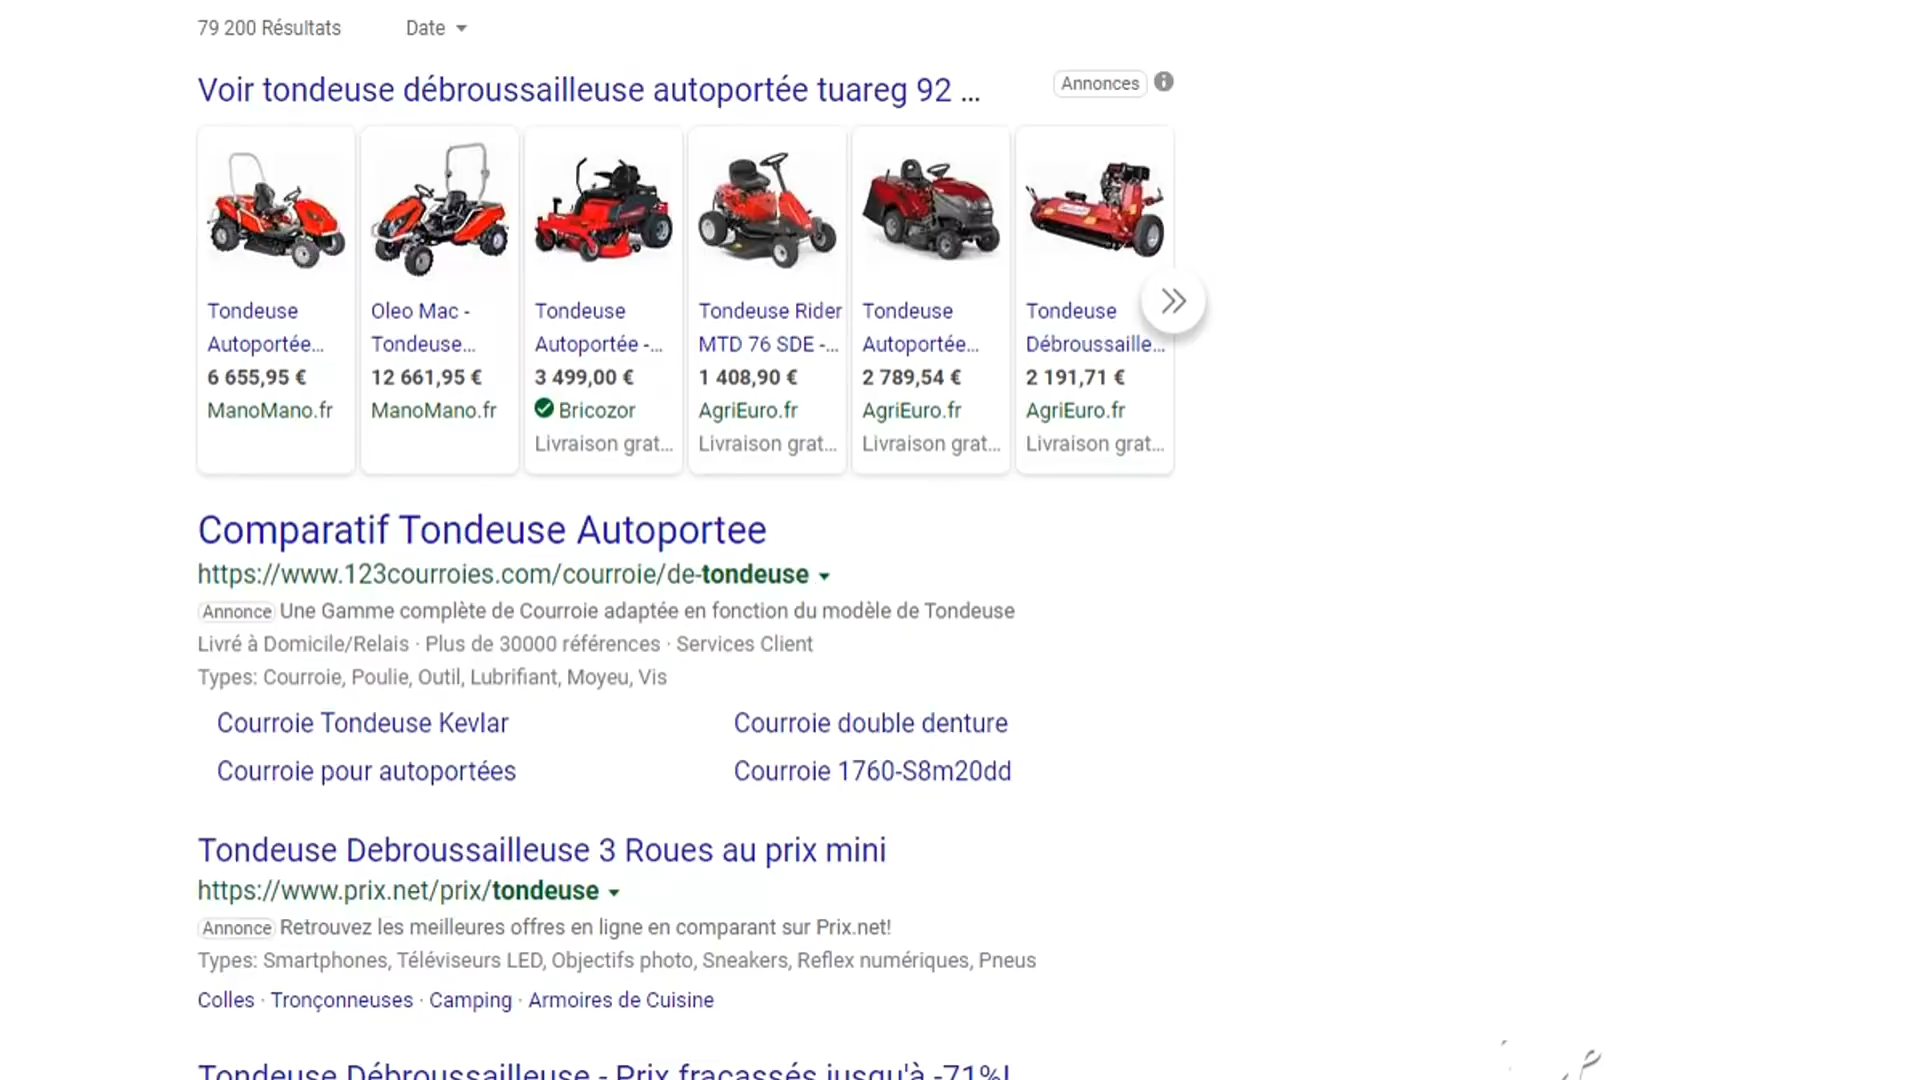 79 200 Résultats Date
Voir tondeuse débroussailleuse autoportée tuareg 92 ...
Annonces
Tondeuse
Autoportée...
6 655,95 €
ManoMano.fr
Oleo Mac -
Tondeuse...
12 661,95 €
ManoMano.fr
Tondeuse
Autoportée -...
3 499,00 €
Bricozor
Livraison grat...
Tondeuse Rider
MTD 76 SDE -...
1 408,90 €
AgriEuro.fr
Livraison grat...
Tondeuse
Autoportée...
2 789,54 €
AgriEuro.fr
Livraison grat...
Tondeuse
Débroussaille...
2 191,71 €
AgriEuro.fr
Livraison grat...
Comparatif Tondeuse Autoportee
https://www.123courroies.com/courroie/de-tondeuse
Annonce Une Gamme complète de Courroie adaptée en fonction du modèle de Tondeuse
Livré à Domicile/Relais · Plus de 30000 références · Services Client
Types: Courroie, Poulie, Outil, Lubrifiant, Moyeu, Vis
Courroie Tondeuse Kevlar Courroie double denture
Courroie pour autoportées Courroie 1760-S8m20dd
Tondeuse Debroussailleuse 3 Roues au prix mini
https://www.prix.net/prix/tondeuse
Annonce Retrouvez les meilleures offres en ligne en comparant sur Prix.net!
Types: Smartphones, Téléviseurs LED, Objectifs photo, Sneakers, Reflex numériques, Pneus
Colles · Tronçonneuses · Camping · Armoires de Cuisine
Tondeuse Débroussailleuse - Prix fracassés jusqu'à -71%!